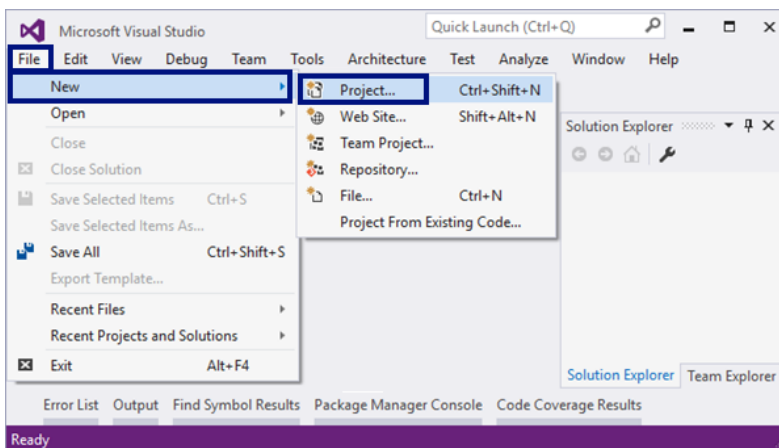 Microsoft Visual Studio
Quick Launch (Ctrl+Q)
File Edit View Debug Team Tools Architecture Test Analyze Window Help
New
Open
Close
Close Solution
Save Selected Items Ctrl+S
Save Selected Items As...
Save All Ctrl+Shift+S
Export Template...
Recent Files
Recent Projects and Solutions
Exit Alt+F4
Project... Ctrl+Shift+N
Web Site... Shift+Alt+N
Team Project...
Repository...
File... Ctrl+N
Project From Existing Code...
Solution Explorer
Solution Explorer Team Explorer
Error List Output Find Symbol Results Package Manager Console Code Coverage Results
Ready